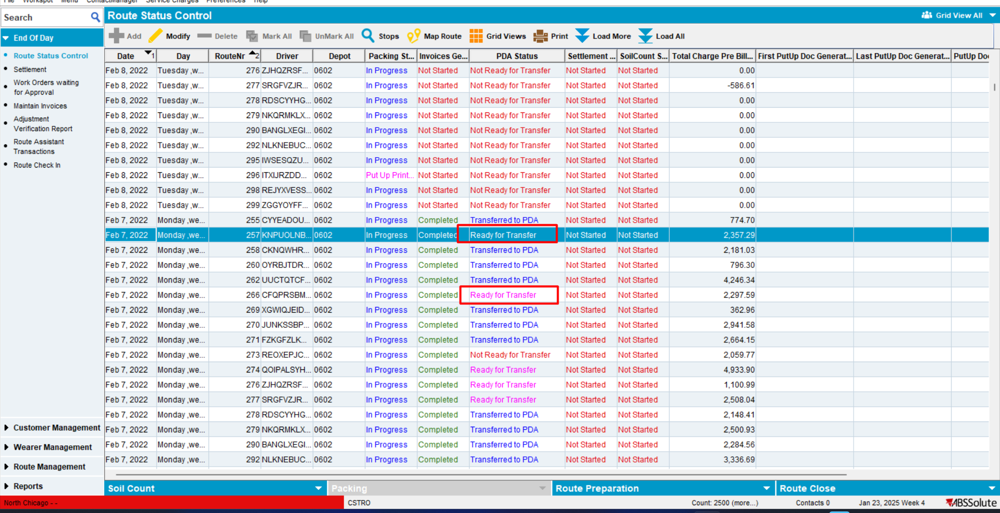 File Workspot Menu ContactManager Service Charges Preferences Help
Search
Route Status Control
Grid View All
End Of Day
Add Modify Delete Mark All UnMark All Stops Map Route Grid Views Print Load More Load All
Route Status Control
Settlement
Work Orders waiting
for Approval
Maintain Invoices
Adjustment
Verification Report
Route Assistant
Transactions
Route Check In
Customer Management
Wearer Management
Route Management
Reports
Date 1 Day RouteNr 2 Driver Depot Packing St... Invoices Ge... PDA Status Settlement ... SoilCount S... Total Charge Pre Bill... First PutUp Doc Generat... Last PutUp Doc Generat... PutUp Do
Feb 8, 2022 Tuesday ,w... 276 ZJHQZRSF... 0602 In Progress Not Started Not Ready for Transfer Not Started Not Started 0.00
Feb 8, 2022 Tuesday ,w... 277 SRGFVZJR... 0602 In Progress Not Started Not Ready for Transfer Not Started Not Started -586.61
Feb 8, 2022 Tuesday ,w... 278 RDSCYYHG... 0602 In Progress Not Started Not Ready for Transfer Not Started Not Started 0.00
Feb 8, 2022 Tuesday ,w... 279 NKQRMKLX... 0602 In Progress Not Started Not Ready for Transfer Not Started Not Started 0.00
Feb 8, 2022 Tuesday ,w... 290 BANGLXEGI... 0602 In Progress Not Started Not Ready for Transfer Not Started Not Started 0.00
Feb 8, 2022 Tuesday ,w... 292 NLKNEBUC... 0602 In Progress Not Started Not Ready for Transfer Not Started Not Started 0.00
Feb 8, 2022 Tuesday ,w... 295 IWSESQZU... 0602 In Progress Not Started Not Ready for Transfer Not Started Not Started 0.00
Feb 8, 2022 Tuesday ,w... 296 ITXIJRZDD... 0602 Put Up Print... Not Started Not Ready for Transfer Not Started Not Started 0.00
Feb 8, 2022 Tuesday ,w... 298 REJYXVESS... 0602 In Progress Not Started Not Ready for Transfer Not Started Not Started 0.00
Feb 8, 2022 Tuesday ,w... 299 ZGGYOYFF... 0602 In Progress Not Started Not Ready for Transfer Not Started Not Started 0.00
Feb 7, 2022 Monday ,we... 255 CYYEADOU... 0602 In Progress Completed Transferred to PDA Not Started Not Started 774.70
Feb 7, 2022 Monday ,we... 257 KNPUOLNB... 0602 In Progress Completed Ready for Transfer Not Started Not Started 2,357.29
Feb 7, 2022 Monday ,we... 258 CKNQWHR... 0602 In Progress Completed Transferred to PDA Not Started Not Started 2,181.03
Feb 7, 2022 Monday ,we... 260 OYRBJTDR... 0602 In Progress Completed Transferred to PDA Not Started Not Started 796.30
Feb 7, 2022 Monday ,we... 262 UUCTQTCF... 0602 In Progress Completed Transferred to PDA Not Started Not Started 4,246.34
Feb 7, 2022 Monday ,we... 266 CFQPRSBM... 0602 In Progress Completed Ready for Transfer Not Started Not Started 2,297.59
Feb 7, 2022 Monday ,we... 269 XGWIQJEID... 0602 In Progress Completed Transferred to PDA Not Started Not Started 362.96
Feb 7, 2022 Monday ,we... 270 JUNKSSBP... 0602 In Progress Completed Transferred to PDA Not Started Not Started 2,941.58
Feb 7, 2022 Monday ,we... 271 FZKGFZLK... 0602 In Progress Completed Transferred to PDA Not Started Not Started 2,664.15
Feb 7, 2022 Monday ,we... 273 REOXEPJC... 0602 In Progress Completed Not Ready for Transfer Not Started Not Started 2,059.77
Feb 7, 2022 Monday ,we... 274 QOIPALSYH... 0602 In Progress Completed Ready for Transfer Not Started Not Started 4,933.90
Feb 7, 2022 Monday ,we... 276 ZJHQZRSF... 0602 In Progress Completed Ready for Transfer Not Started Not Started 1,100.99
Feb 7, 2022 Monday ,we... 277 SRGFVZJR... 0602 In Progress Completed Ready for Transfer Not Started Not Started 2,508.04
Feb 7, 2022 Monday ,we... 278 RDSCYYHG... 0602 In Progress Completed Transferred to PDA Not Started Not Started 2,148.41
Feb 7, 2022 Monday ,we... 279 NKQRMKLX... 0602 In Progress Completed Transferred to PDA Not Started Not Started 2,500.93
Feb 7, 2022 Monday ,we... 290 BANGLXEGI... 0602 In Progress Completed Transferred to PDA Not Started Not Started 2,284.56
Feb 7, 2022 Monday ,we... 292 NLKNEBUC... 0602 In Progress Completed Transferred to PDA Not Started Not Started 3,336.69
Soil Count Packing Route Preparation Route Close
North Chicago - - CSTRO Count: 2500 (more...) Contacts 0 Jan 23, 2025 Week 4 ABSSolute